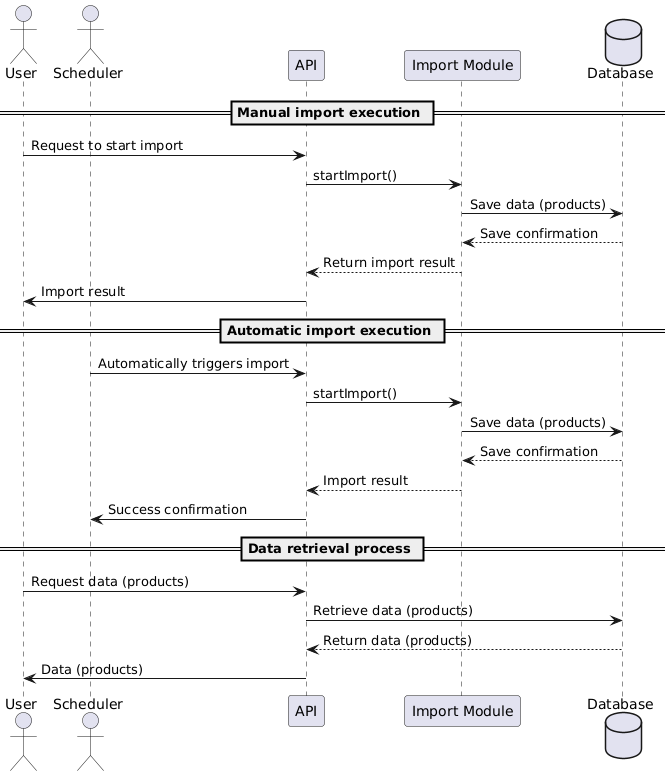 User
Scheduler
API
Import Module
Database
Manual import execution
Request to start import
startImport()
Save data (products)
Save confirmation
Return import result
Import result
Automatic import execution
Automatically triggers import
startImport()
Save data (products)
Save confirmation
Import result
Success confirmation
Data retrieval process
Request data (products)
Retrieve data (products)
Return data (products)
Data (products)
User
Scheduler
API
Import Module
Database